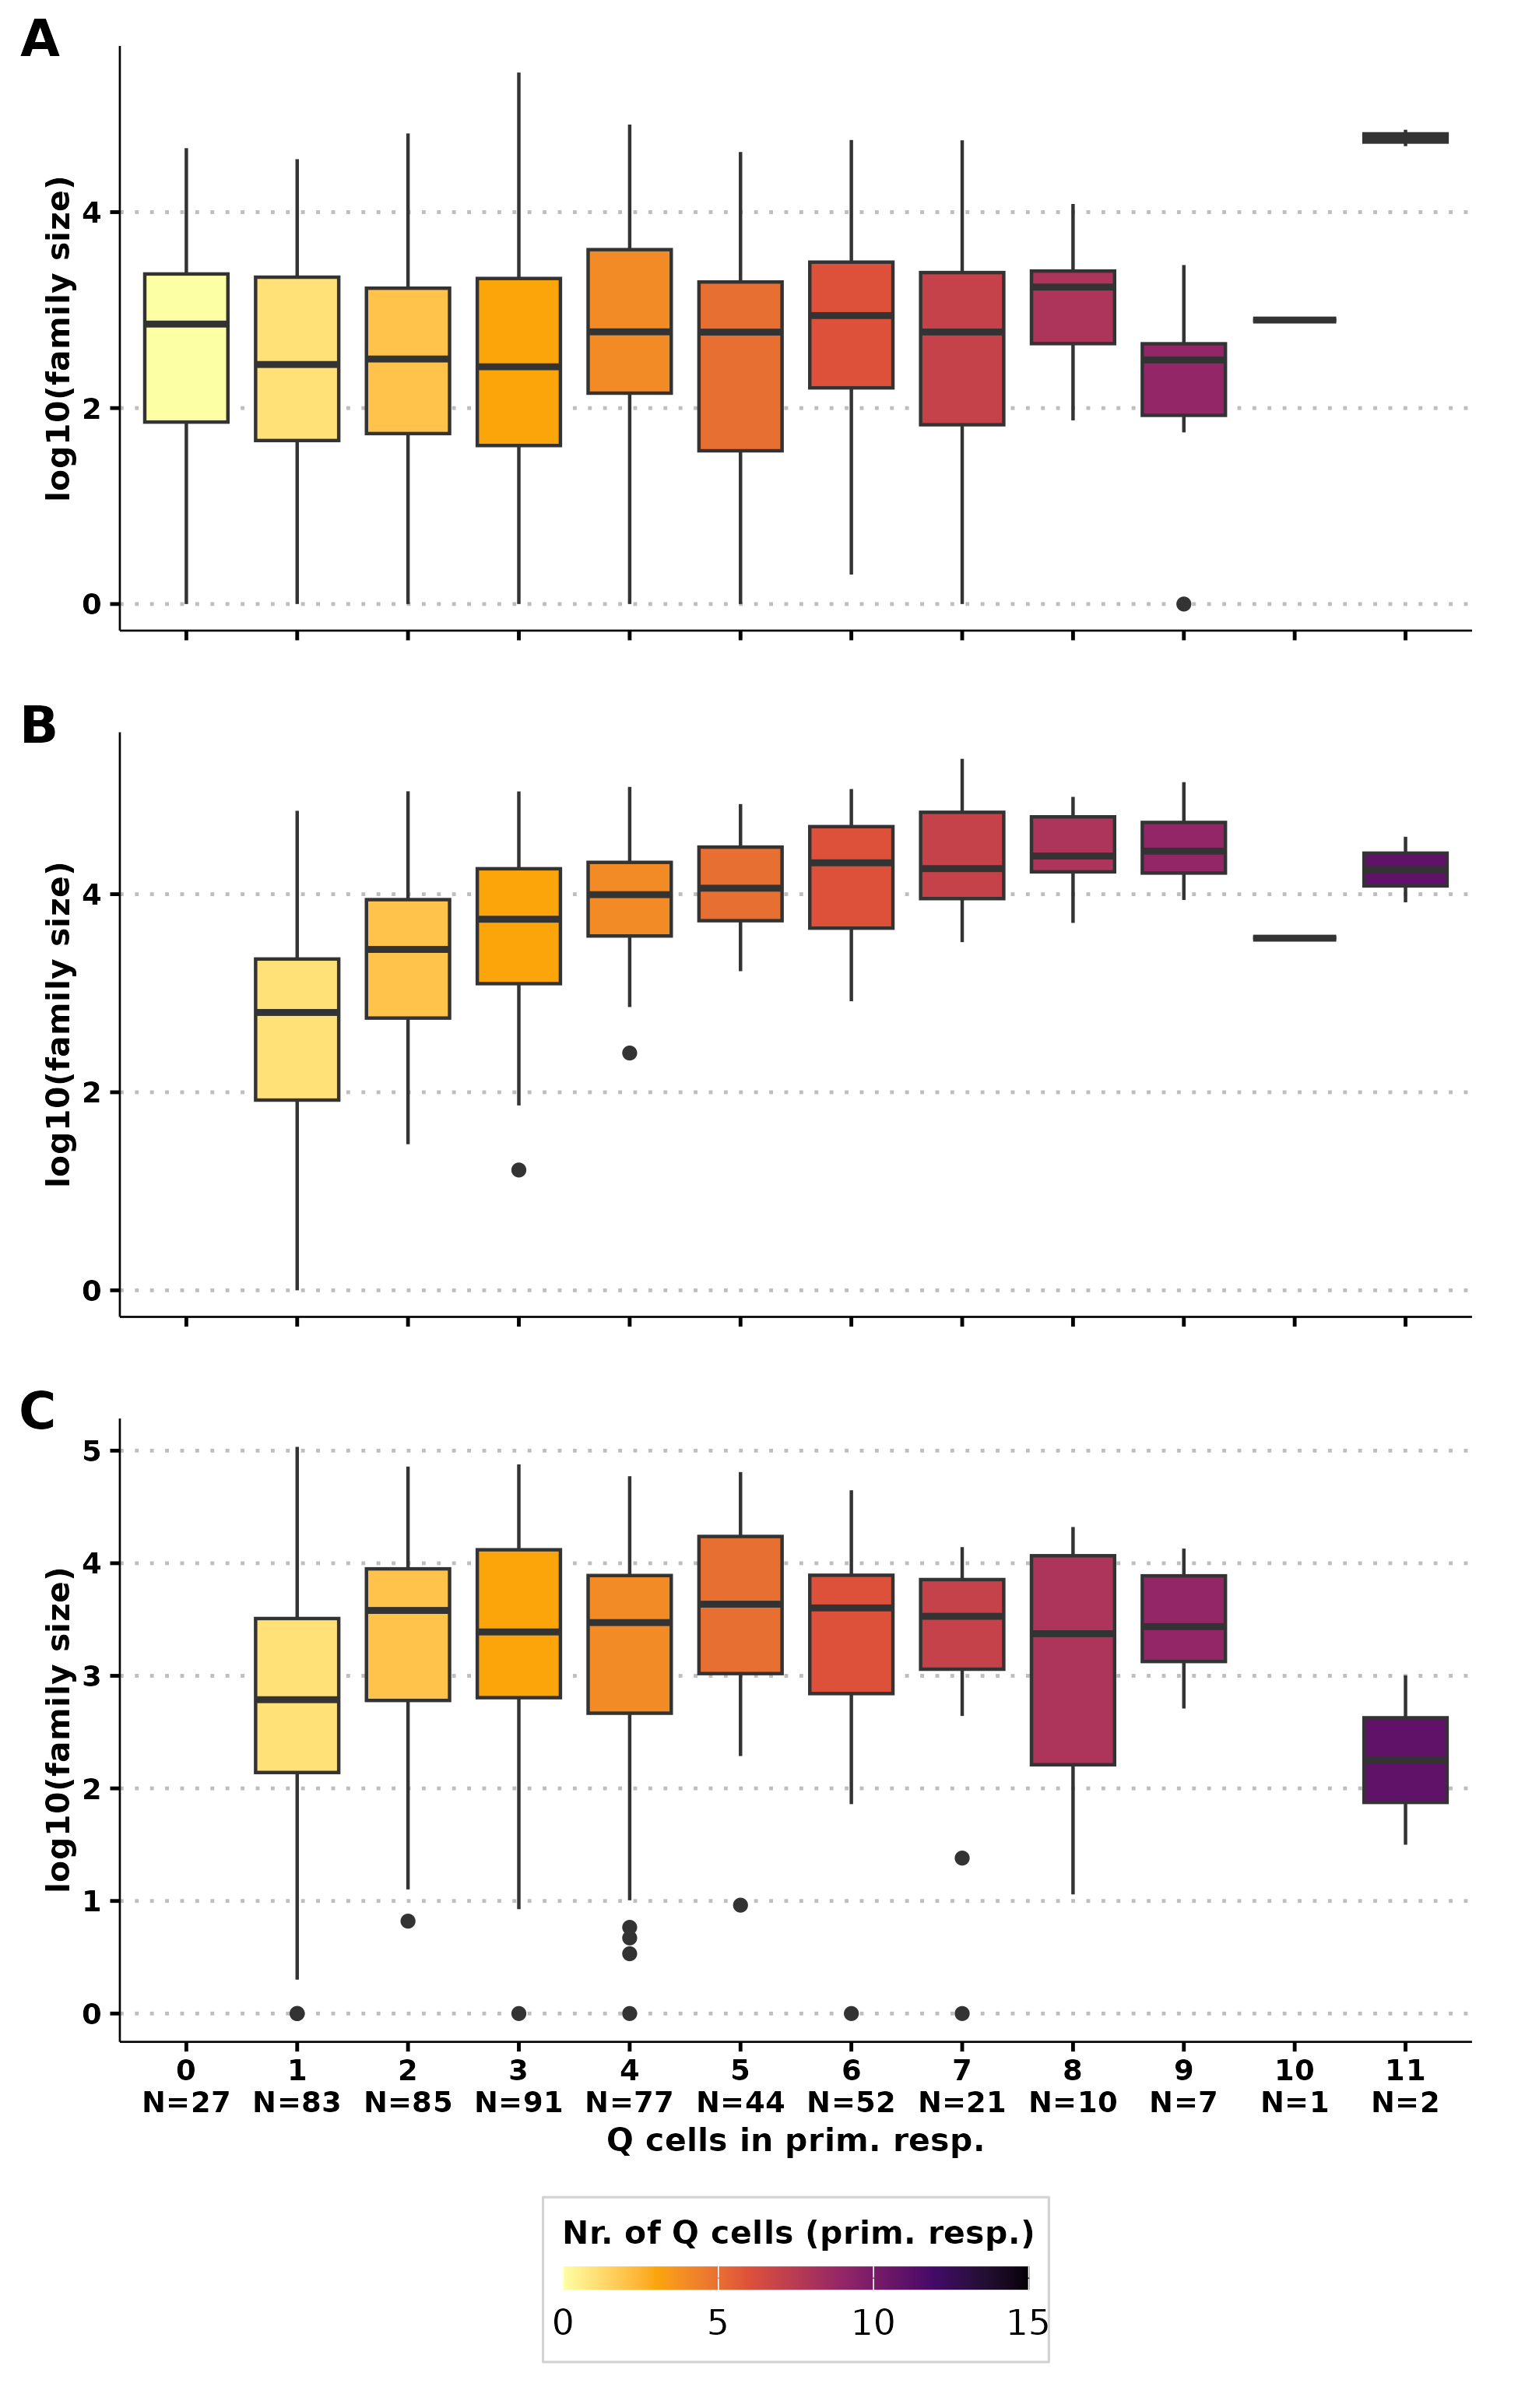 A
log10(family size)
4
2
0
B
log10(family size)
4
2
0
C
log10(family size)
5
4
3
2
1
0
0 1 2 3 4 5 6 7 8 9 10 11
N=27 N=83 N=85 N=91 N=77 N=44 N=52 N=21 N=10 N=7 N=1 N=2
Q cells in prim. resp.
Nr. of Q cells (prim. resp.)
0 5 10 15